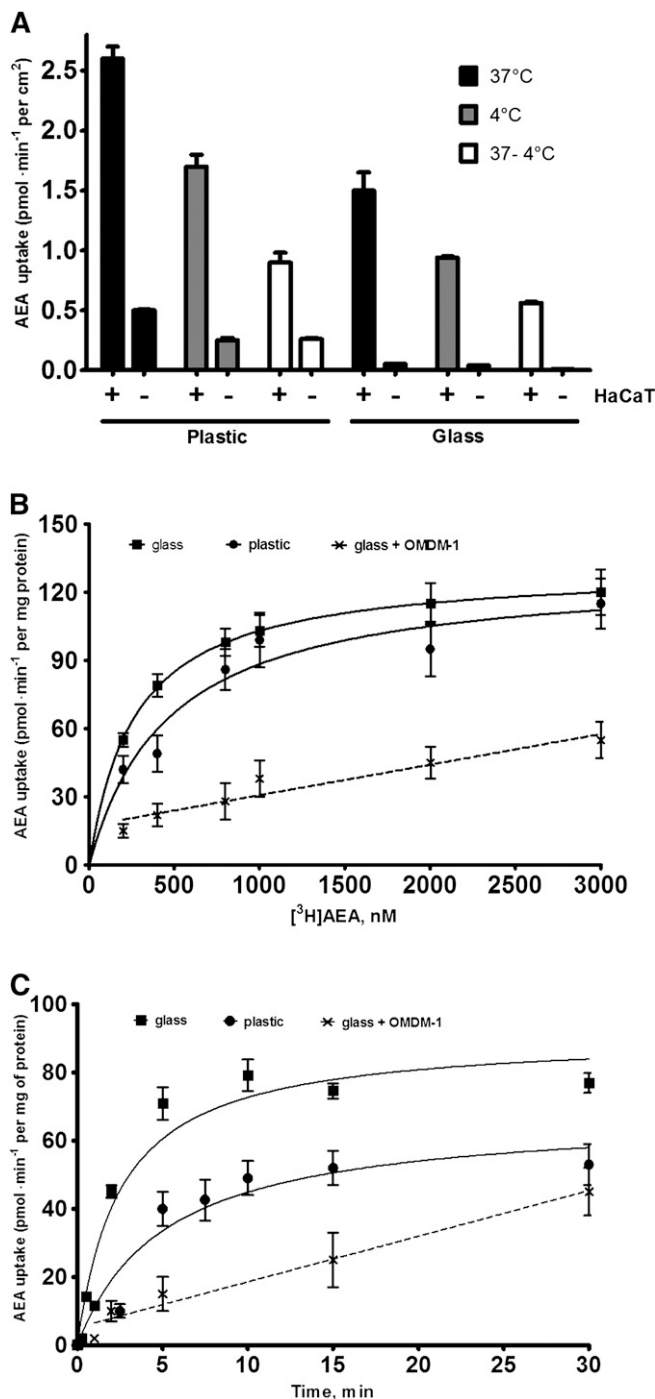 A
AEA uptake (pmol·min⁻¹ per cm²)
2.5
2.0
1.5
1.0
0.5
0.0
37°C
4°C
37- 4°C
+ - + - + - + - + - + - HaCaT
Plastic Glass
B
AEA uptake (pmol·min⁻¹ per mg protein)
150
120
90
60
30
0
glass plastic glass + OMDM-1
0 500 1000 1500 2000 2500 3000
[³H]AEA, nM
C
AEA uptake (pmol·min⁻¹ per mg of protein)
100
80
60
40
20
0
glass plastic glass + OMDM-1
0 5 10 15 20 25 30
Time, min